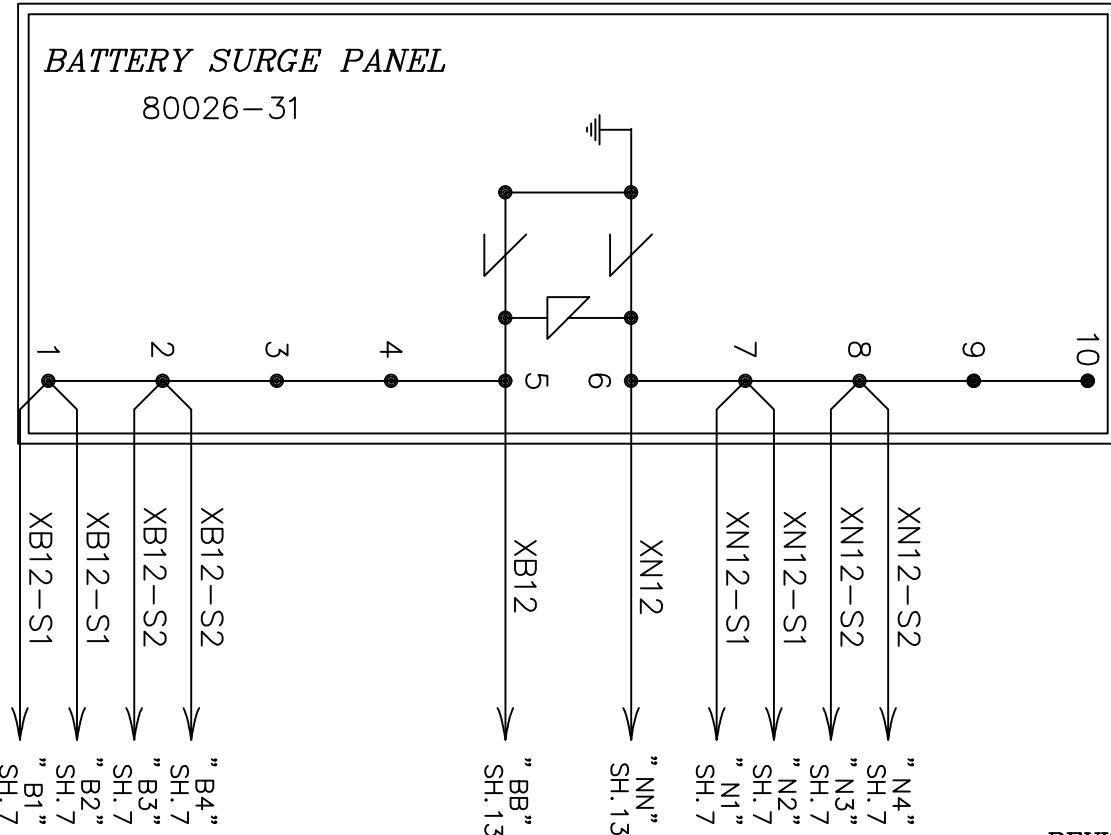 BATTERY SURGE PANEL
80026-31
1
2
3
4
5
6
7
8
9
10
XB12-S1
XB12-S1
XB12-S2
XB12-S2
XB12
XN12
XN12-S1
XN12-S1
XN12-S2
XN12-S2
" B1"
SH. 7
" B2"
SH. 7
" B3"
SH. 7
" B4"
SH. 7
" BB"
SH. 13
" NN"
SH. 13
" N1"
SH. 7
" N2"
SH. 7
" N3"
SH. 7
" N4"
SH. 7